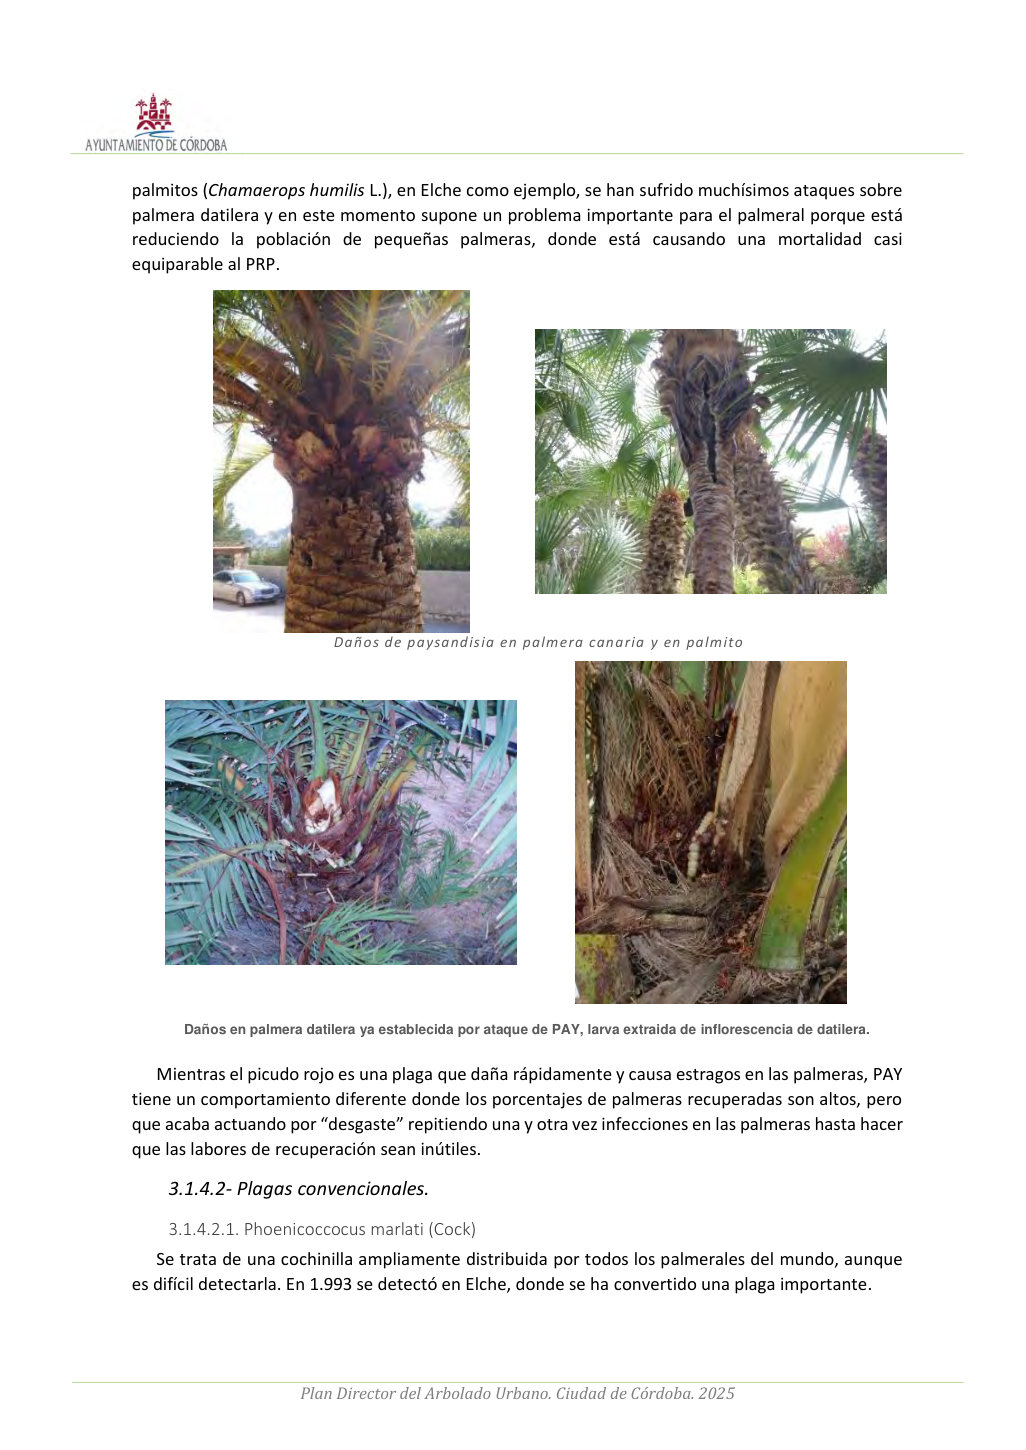 AYUNTAMIENTO DE CÓRDOBA
palmitos (Chamaerops humilis L.), en Elche como ejemplo, se han sufrido muchísimos ataques sobre
palmera datilera y en este momento supone un problema importante para el palmeral porque está
reduciendo la población de pequeñas palmeras, donde está causando una mortalidad casi
equiparable al PRP.
Daños de paysandisia en palmera canaria y en palmito
Daños en palmera datilera ya establecida por ataque de PAY, larva extraida de inflorescencia de datilera.
Mientras el picudo rojo es una plaga que daña rápidamente y causa estragos en las palmeras, PAY
tiene un comportamiento diferente donde los porcentajes de palmeras recuperadas son altos, pero
que acaba actuando por “desgaste” repitiendo una y otra vez infecciones en las palmeras hasta hacer
que las labores de recuperación sean inútiles.
3.1.4.2- Plagas convencionales.
3.1.4.2.1. Phoenicoccocus marlati (Cock)
Se trata de una cochinilla ampliamente distribuida por todos los palmerales del mundo, aunque
es difícil detectarla. En 1.993 se detectó en Elche, donde se ha convertido una plaga importante.
Plan Director del Arbolado Urbano. Ciudad de Córdoba. 2025